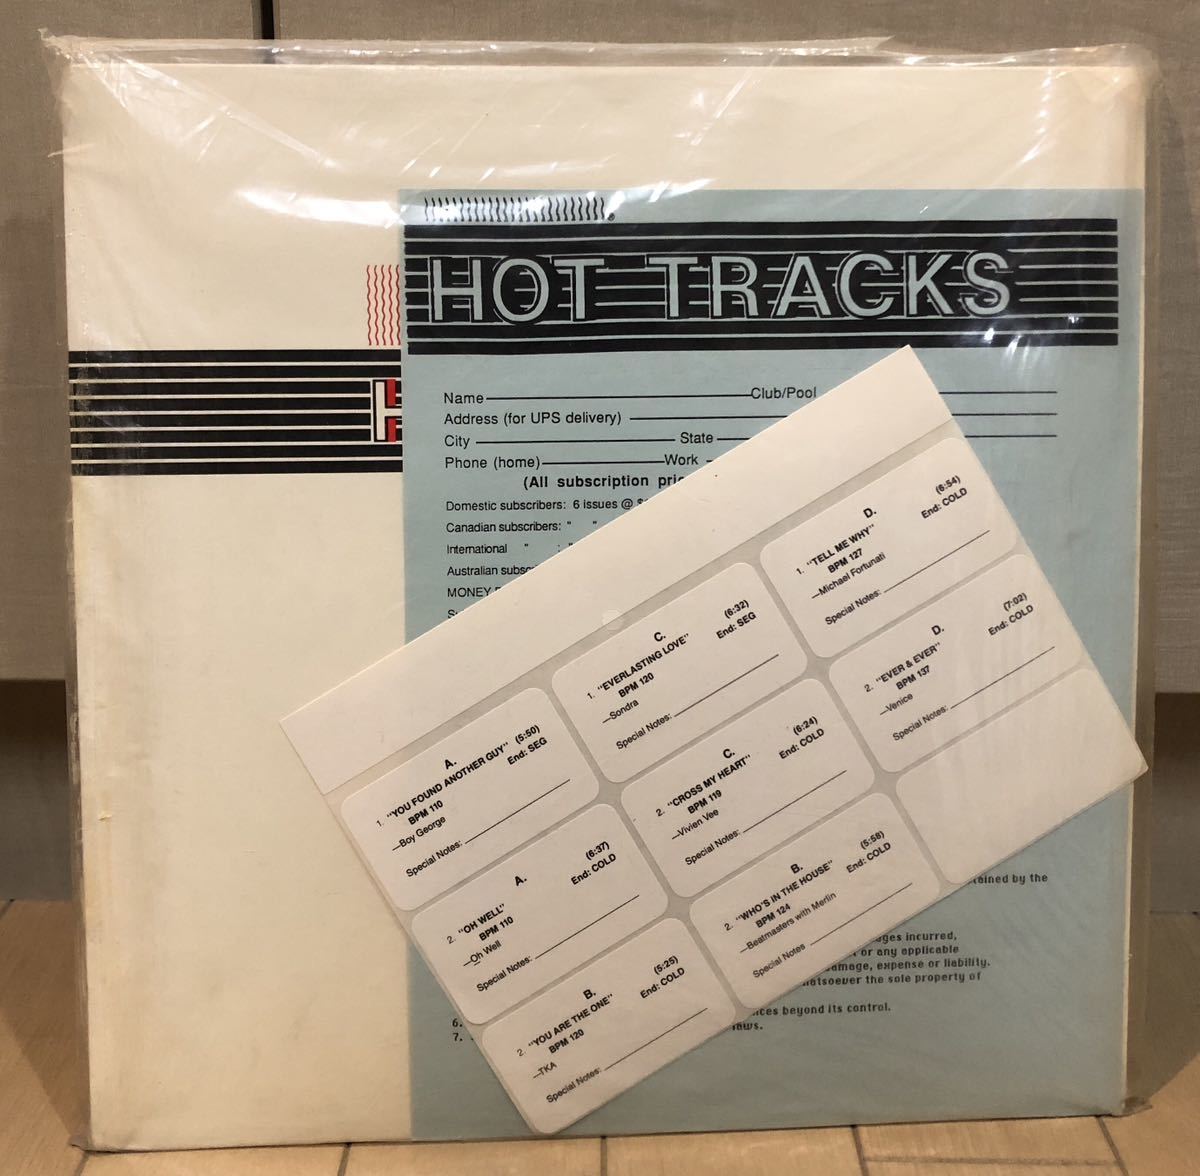 HOT TRACKS
H
Name Club/Pool
Address (for UPS delivery)
City State
Phone (home) Work
(All subscription
Domestic subscribers: 6 issues @
Canadian subscribers: " "
International " : "
Australian
MONEY
A.
1. "YOU FOUND ANOTHER GUY" (5:50)
BPM 110 End: SEG
—Boy George
Special Notes:
A.
(6:37)
2. "OH WELL" End: COLD
BPM 110
—Oh Well
Special Notes:
B.
(5:25)
2. "YOU ARE THE ONE" End: COLD
BPM 120
—TKA
Special Notes:
C.
(6:32)
1. "EVERLASTING LOVE" End: SEG
BPM 120
—Sondra
Special Notes:
C.
(6:24)
2. "CROSS MY HEART" End: COLD
BPM 119
—Vivien Vee
Special Notes:
B.
(5:58)
2. "WHO'S IN THE HOUSE" End: COLD
BPM 124
—Beatmasters with Merlin
Special Notes
D.
(6:54)
1. "TELL ME WHY" End: COLD
BPM 127
—Michael Fortunati
Special Notes:
D.
(7:02)
2. "EVER & EVER" End: COLD
BPM 137
—Venice
Special Notes:
by the
incurred,
or any applicable
expense or liability.
the sole property of
6.
beyond its control.
7.